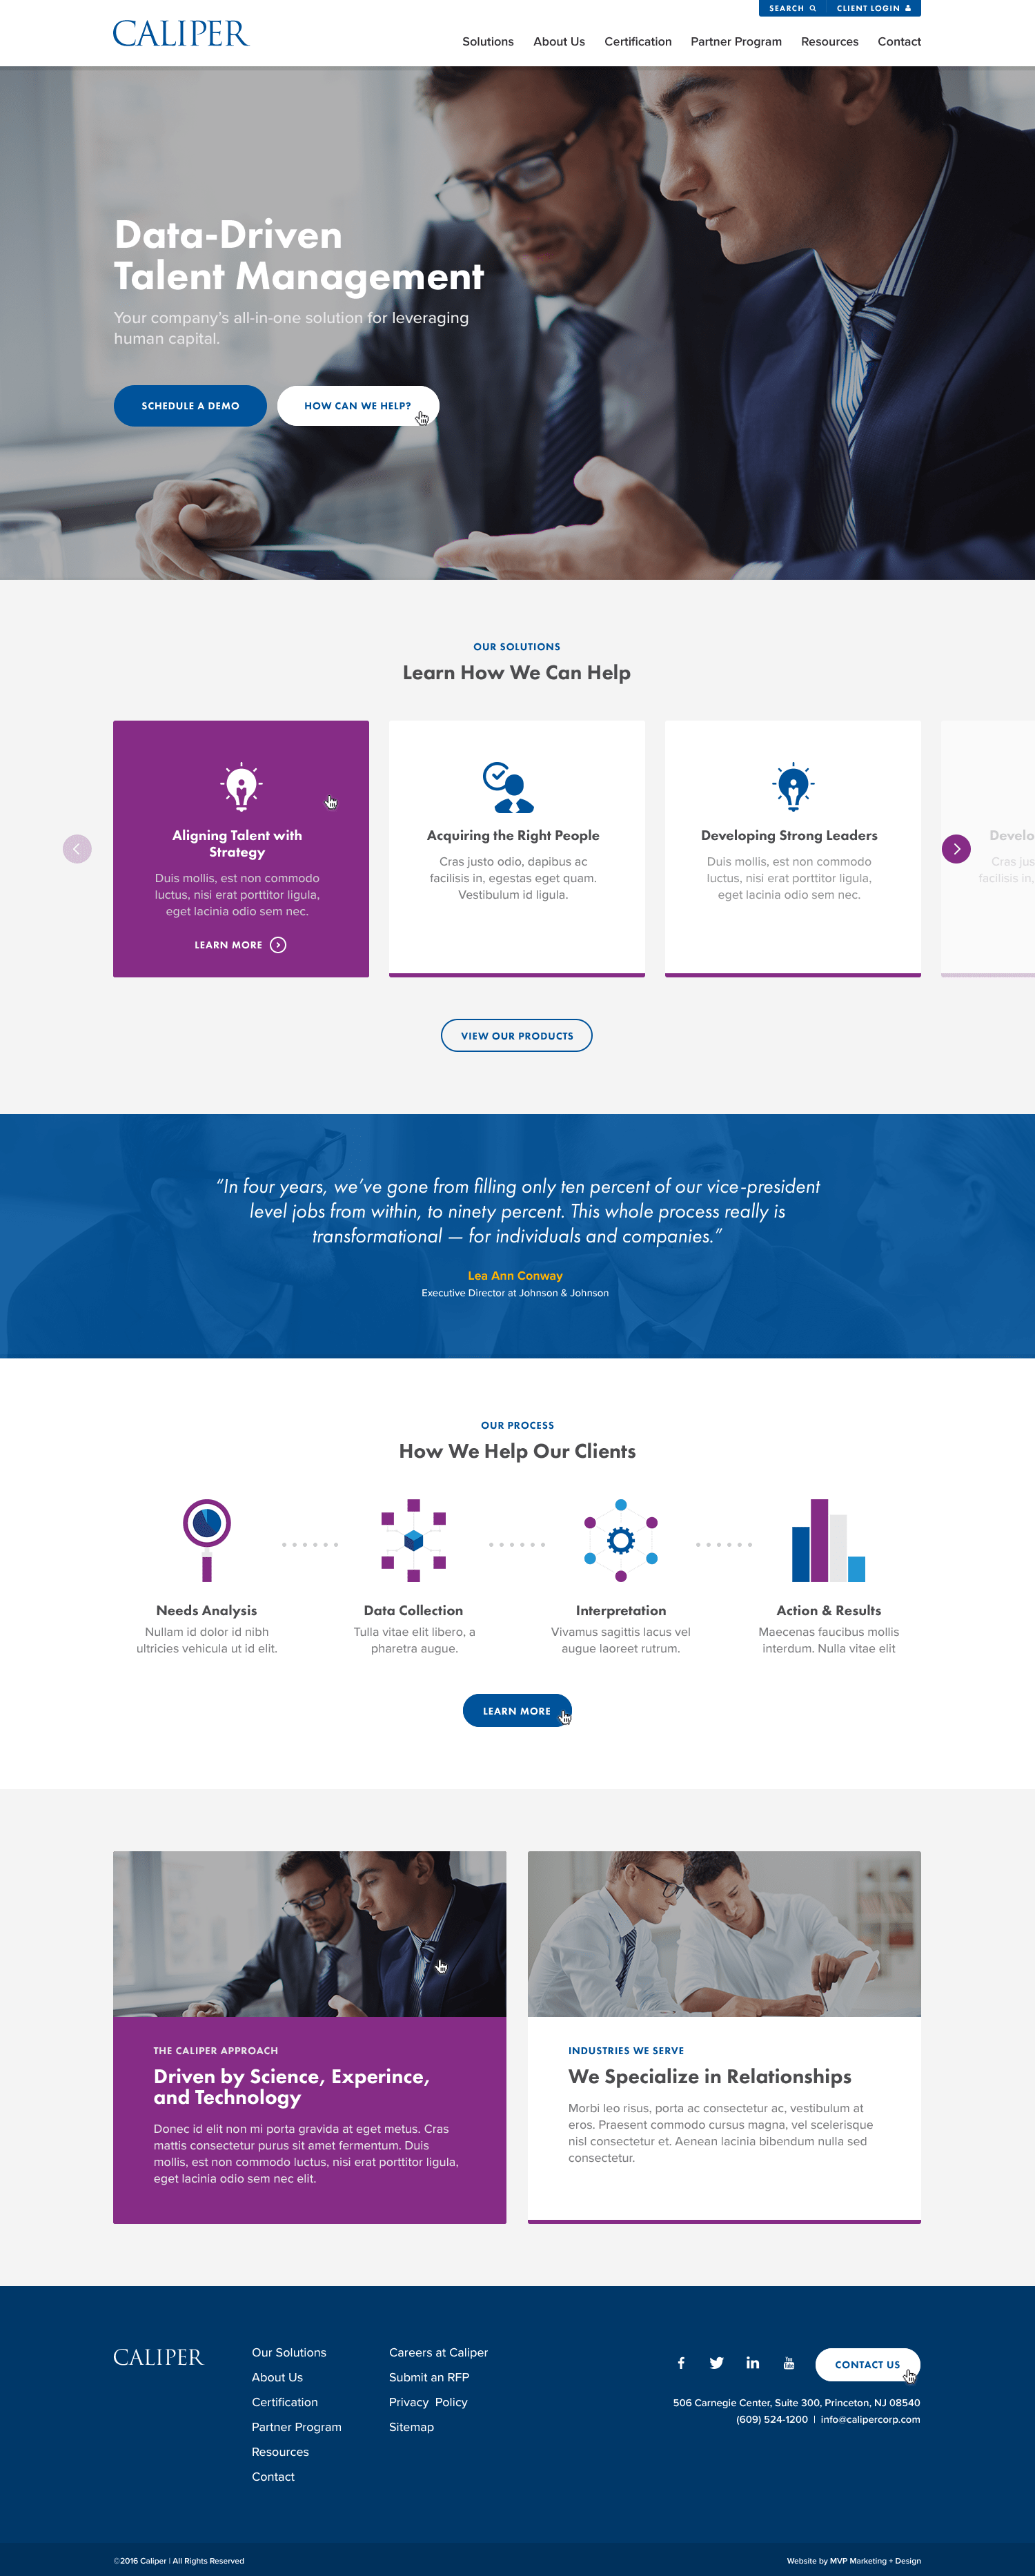 SEARCH
CLIENT LOGIN
CALIPER
Solutions
About Us
Certification
Partner Program
Resources
Contact
Data-Driven
Talent Management
Your company's all-in-one solution for leveraging
human capital.
SCHEDULE A DEMO
HOW CAN WE HELP?
OUR SOLUTIONS
Learn How We Can Help
Aligning Talent with
Strategy
Duis mollis, est non commodo
luctus, nisi erat porttitor ligula,
eget lacinia odio sem nec.
LEARN MORE
Acquiring the Right People
Cras justo odio, dapibus ac
facilisis in, egestas eget quam.
Vestibulum id ligula.
Developing Strong Leaders
Duis mollis, est non commodo
luctus, nisi erat porttitor ligula,
eget lacinia odio sem nec.
Develo
Cras jus
facilisis in,
VIEW OUR PRODUCTS
“In four years, we’ve gone from filling only ten percent of our vice-president
level jobs from within, to ninety percent. This whole process really is
transformational — for individuals and companies.”
Lea Ann Conway
Executive Director at Johnson & Johnson
OUR PROCESS
How We Help Our Clients
Needs Analysis
Nullam id dolor id nibh
ultricies vehicula ut id elit.
Data Collection
Tulla vitae elit libero, a
pharetra augue.
Interpretation
Vivamus sagittis lacus vel
augue laoreet rutrum.
Action & Results
Maecenas faucibus mollis
interdum. Nulla vitae elit
LEARN MORE
THE CALIPER APPROACH
Driven by Science, Experince,
and Technology
Donec id elit non mi porta gravida at eget metus. Cras
mattis consectetur purus sit amet fermentum. Duis
mollis, est non commodo luctus, nisi erat porttitor ligula,
eget lacinia odio sem nec elit.
INDUSTRIES WE SERVE
We Specialize in Relationships
Morbi leo risus, porta ac consectetur ac, vestibulum at
eros. Praesent commodo cursus magna, vel scelerisque
nisl consectetur et. Aenean lacinia bibendum nulla sed
consectetur.
CALIPER
Our Solutions
About Us
Certification
Partner Program
Resources
Contact
Careers at Caliper
Submit an RFP
Privacy Policy
Sitemap
You
Tube
CONTACT US
506 Carnegie Center, Suite 300, Princeton, NJ 08540
(609) 524-1200 | info@calipercorp.com
©2016 Caliper | All Rights Reserved
Website by MVP Marketing + Design